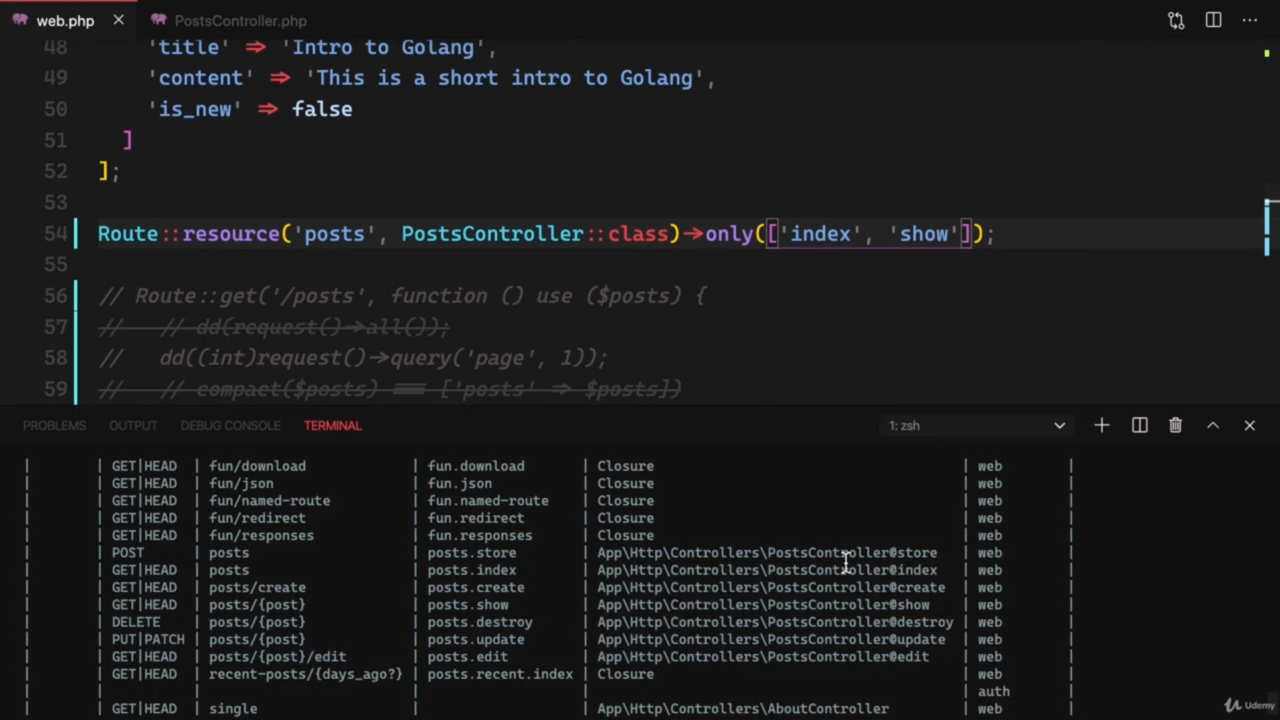 web.php PostsController.php
48 'title' => 'Intro to Golang',
49 'content' => 'This is a short intro to Golang',
50 'is_new' => false
51 ]
52 ];
53
54 Route::resource('posts', PostsController::class)->only(['index', 'show']);
55
56 // Route::get('/posts', function () use ($posts) {
57 // // dd(request()->all());
58 // dd((int)request()->query('page', 1));
59 // // compact($posts) === ['posts' => $posts])
PROBLEMS OUTPUT DEBUG CONSOLE TERMINAL 1: zsh
| | GET|HEAD | fun/download | fun.download | Closure | web |
| | GET|HEAD | fun/json | fun.json | Closure | web |
| | GET|HEAD | fun/named-route | fun.named-route | Closure | web |
| | GET|HEAD | fun/redirect | fun.redirect | Closure | web |
| | GET|HEAD | fun/responses | fun.responses | Closure | web |
| | POST | posts | posts.store | App\Http\Controllers\PostsController@store | web |
| | GET|HEAD | posts | posts.index | App\Http\Controllers\PostsController@index | web |
| | GET|HEAD | posts/create | posts.create | App\Http\Controllers\PostsController@create | web |
| | GET|HEAD | posts/{post} | posts.show | App\Http\Controllers\PostsController@show | web |
| | DELETE | posts/{post} | posts.destroy | App\Http\Controllers\PostsController@destroy | web |
| | PUT|PATCH | posts/{post} | posts.update | App\Http\Controllers\PostsController@update | web |
| | GET|HEAD | posts/{post}/edit | posts.edit | App\Http\Controllers\PostsController@edit | web |
| | GET|HEAD | recent-posts/{days_ago?} | posts.recent.index | Closure | web |
| | | | | | auth |
| | GET|HEAD | single | | App\Http\Controllers\AboutController | web |
Udemy